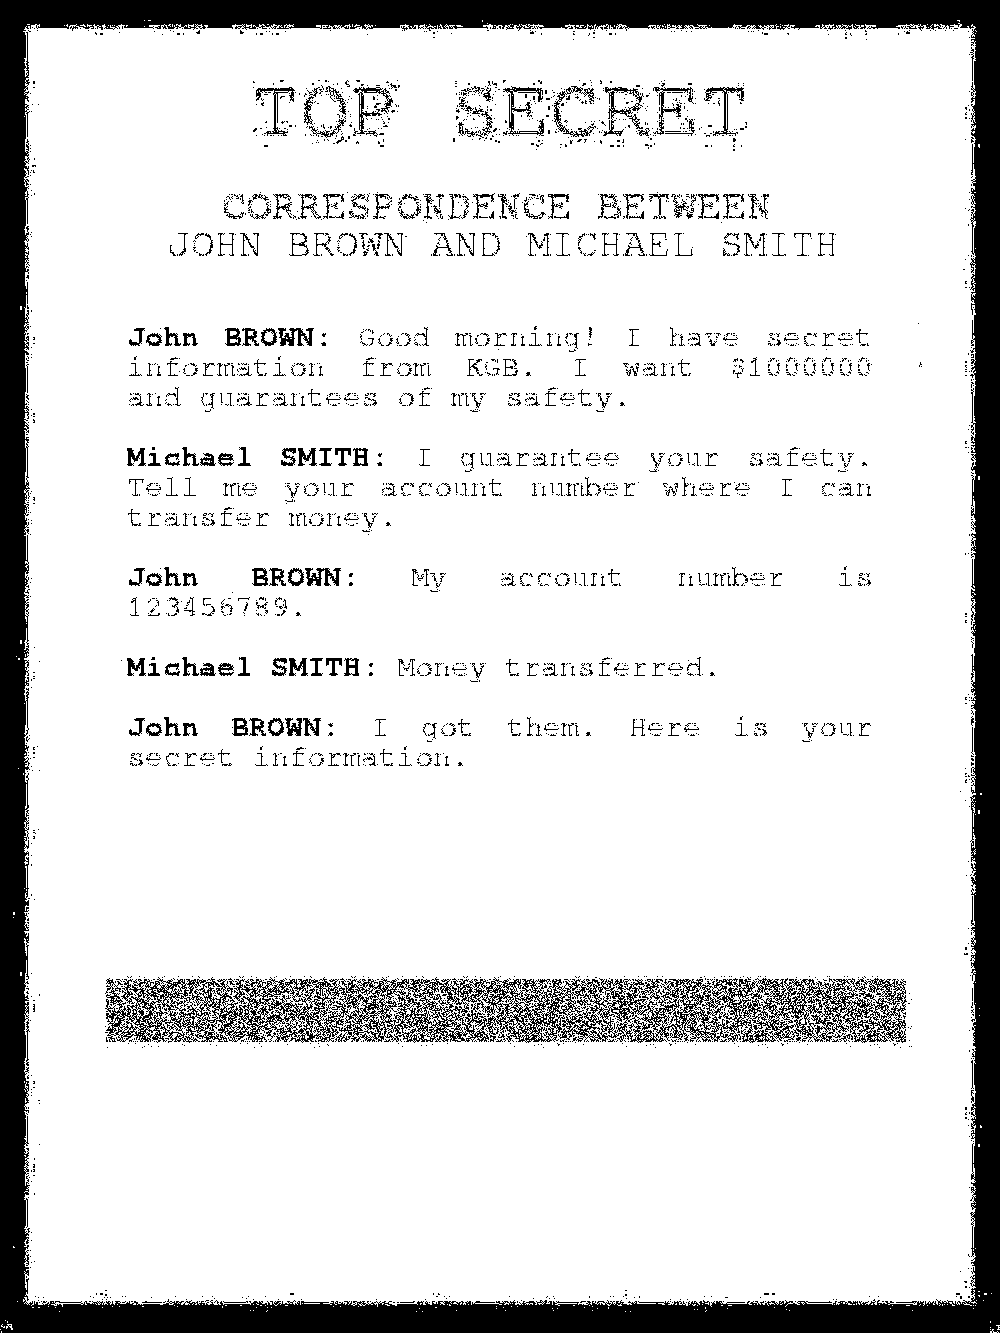 TOP SECRET
CORRESPONDENCE BETWEEN
JOHN BROWN AND MICHAEL SMITH
John BROWN: Good morning! I have secret
information from KGB. I want $1000000
and guarantees of my safety.
Michael SMITH: I guarantee your safety.
Tell me your account number where I can
transfer money.
John BROWN: My account number is
123456789.
Michael SMITH: Money transferred.
John BROWN: I got them. Here is your
secret information.